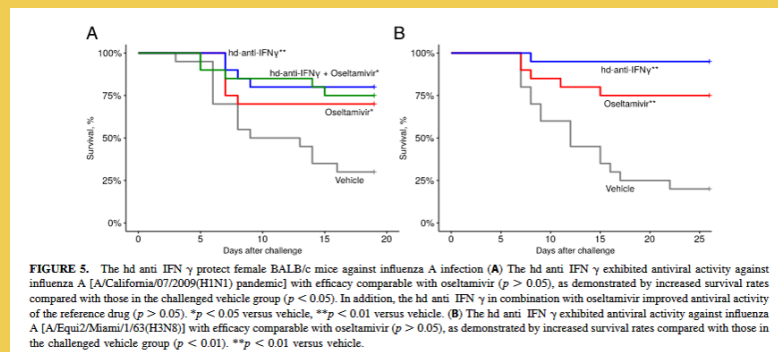 A
B
100%
75%
50%
25%
0%
Survival, %
hd-anti-IFNγ**
hd-anti-IFNγ + Oseltamivir*
Oseltamivir*
Vehicle
0 5 10 15 20
Days after challenge
100%
75%
50%
25%
0%
Survival, %
hd-anti-IFNγ**
Oseltamivir**
Vehicle
0 5 10 15 20 25
Days after challenge
FIGURE 5. The hd anti IFN γ protect female BALB/c mice against influenza A infection (A) The hd anti IFN γ exhibited antiviral activity against
influenza A [A/California/07/2009(H1N1) pandemic] with efficacy comparable with oseltamivir (p > 0.05), as demonstrated by increased survival rates
compared with those in the challenged vehicle group (p < 0.05). In addition, the hd anti IFN γ in combination with oseltamivir improved antiviral activity
of the reference drug (p > 0.05). *p < 0.05 versus vehicle, **p < 0.01 versus vehicle. (B) The hd anti IFN γ exhibited antiviral activity against influenza
A [A/Equi2/Miami/1/63(H3N8)] with efficacy comparable with oseltamivir (p > 0.05), as demonstrated by increased survival rates compared with those in
the challenged vehicle group (p < 0.01). **p < 0.01 versus vehicle.